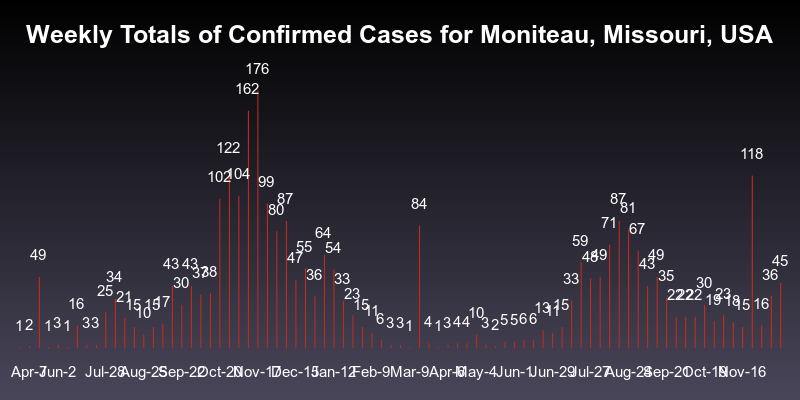 Weekly Totals of Confirmed Cases for Moniteau, Missouri, USA
1 2 49 1 3 1 16 3 3 25 34 21 15 10 15 17 43 30 43 37 38 102 122 104 162 176 99 80 87 47 55 36 64 54 33 23 15 11 6 3 3 1 84 4 1 3 4 4 10 3 2 5 5 6 6 13 11 15 33 59 48 49 71 87 81 67 43 49 35 22 22 22 30 19 23 18 15 118 16 36 45
Apr-7 Jun-2 Jul-28 Aug-25 Sep-22 Oct-20 Nov-17 Dec-15 Jan-12 Feb-9 Mar-9 Apr-6 May-4 Jun-1 Jun-29 Jul-27 Aug-24 Sep-21 Oct-19 Nov-16